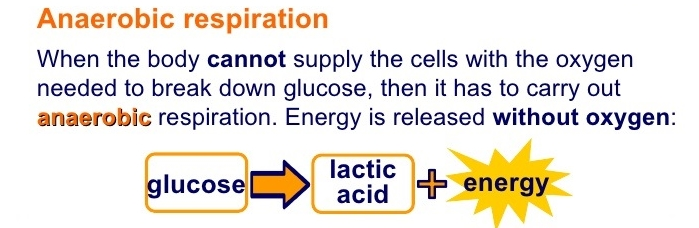 Anaerobic respiration
When the body cannot supply the cells with the oxygen
needed to break down glucose, then it has to carry out
anaerobic respiration. Energy is released without oxygen:
glucose
lactic
acid
+
energy